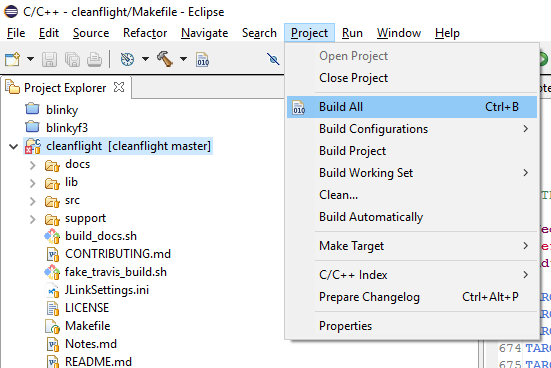 C/C++ - cleanflight/Makefile - Eclipse
File Edit Source Refactor Navigate Search Project Run Window Help
Project Explorer
blinky
blinkyf3
cleanflight [cleanflight master]
docs
lib
src
support
build_docs.sh
CONTRIBUTING.md
fake_travis_build.sh
JLinkSettings.ini
LICENSE
Makefile
Notes.md
README.md
Open Project
Close Project
010 Build All Ctrl+B
Build Configurations
Build Project
Build Working Set
Clean...
Build Automatically
Make Target
C/C++ Index
Prepare Changelog Ctrl+Alt+P
Properties
674 TARG
675 TARG